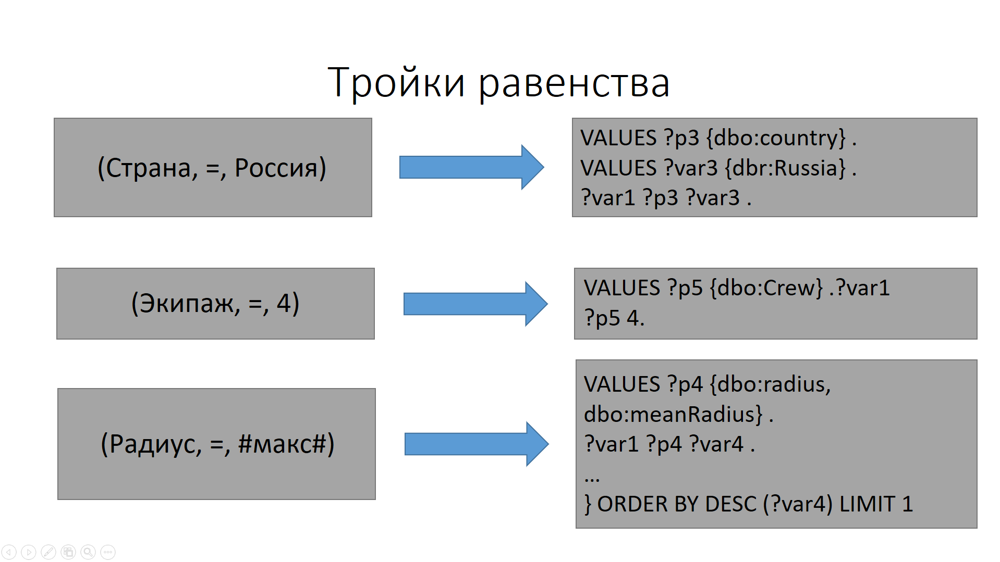 Тройки равенства
(Страна, =, Россия)
VALUES ?p3 {dbo:country} .
VALUES ?var3 {dbr:Russia} .
?var1 ?p3 ?var3 .
(Экипаж, =, 4)
VALUES ?p5 {dbo:Crew} .?var1
?p5 4.
(Радиус, =, #макс#)
VALUES ?p4 {dbo:radius,
dbo:meanRadius} .
?var1 ?p4 ?var4 .
...
} ORDER BY DESC (?var4) LIMIT 1